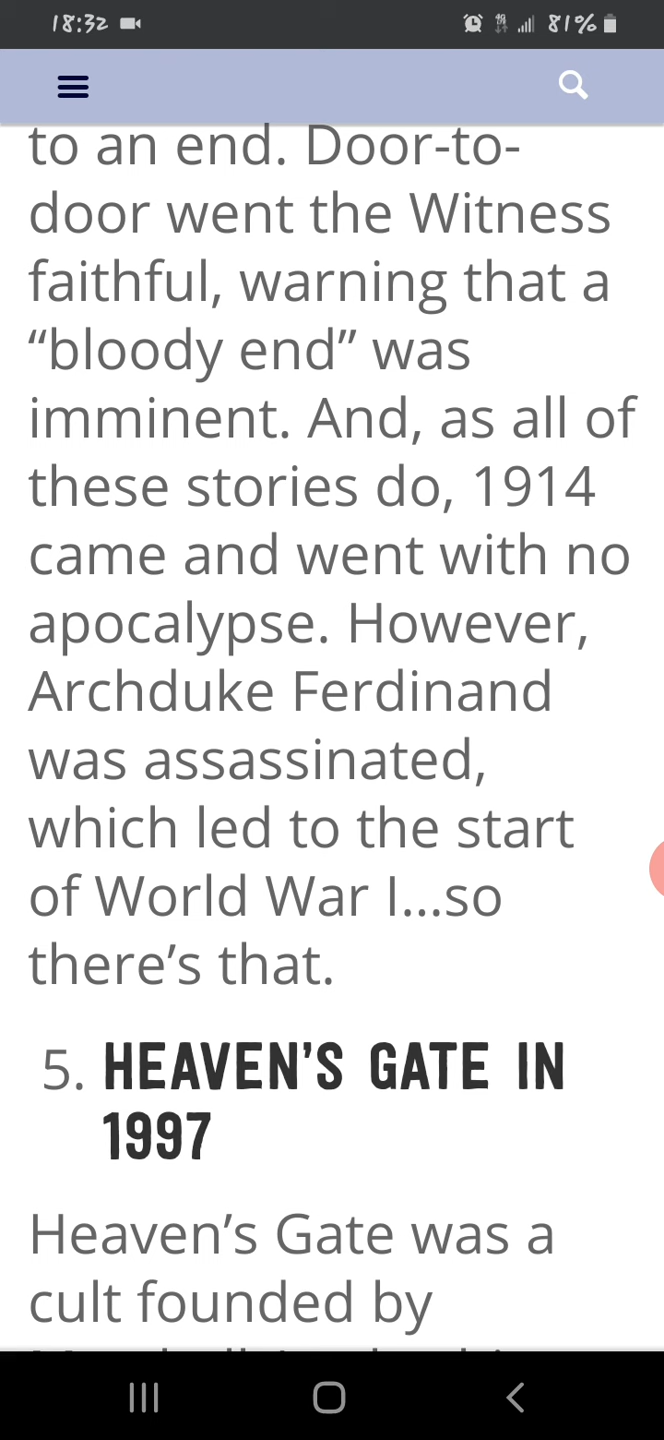 18:32
4G
81%
to an end. Door-to-
door went the Witness
faithful, warning that a
“bloody end” was
imminent. And, as all of
these stories do, 1914
came and went with no
apocalypse. However,
Archduke Ferdinand
was assassinated,
which led to the start
of World War I...so
there’s that.
5. HEAVEN’S GATE IN
1997
Heaven’s Gate was a
cult founded by